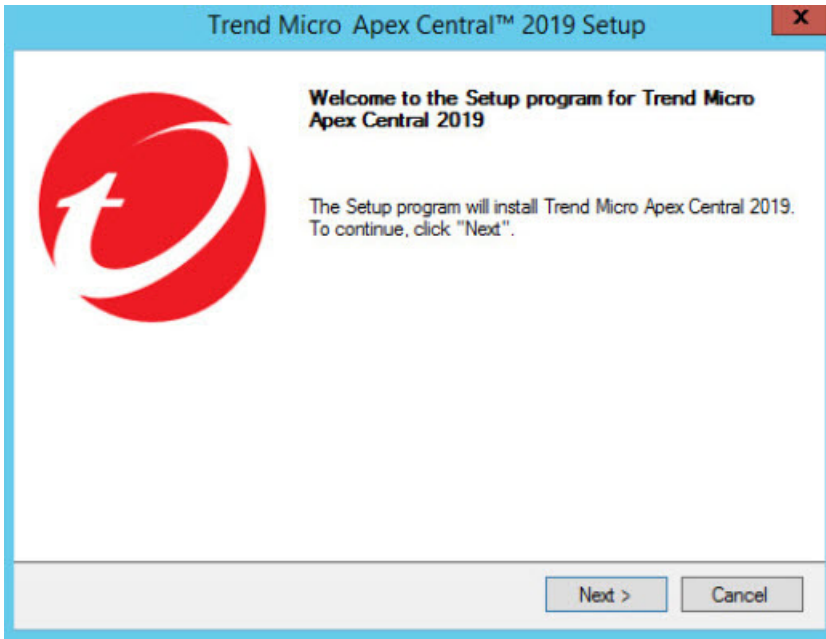 Trend Micro Apex Central™ 2019 Setup
x
Welcome to the Setup program for Trend Micro
Apex Central 2019
The Setup program will install Trend Micro Apex Central 2019.
To continue, click "Next".
Next >
Cancel